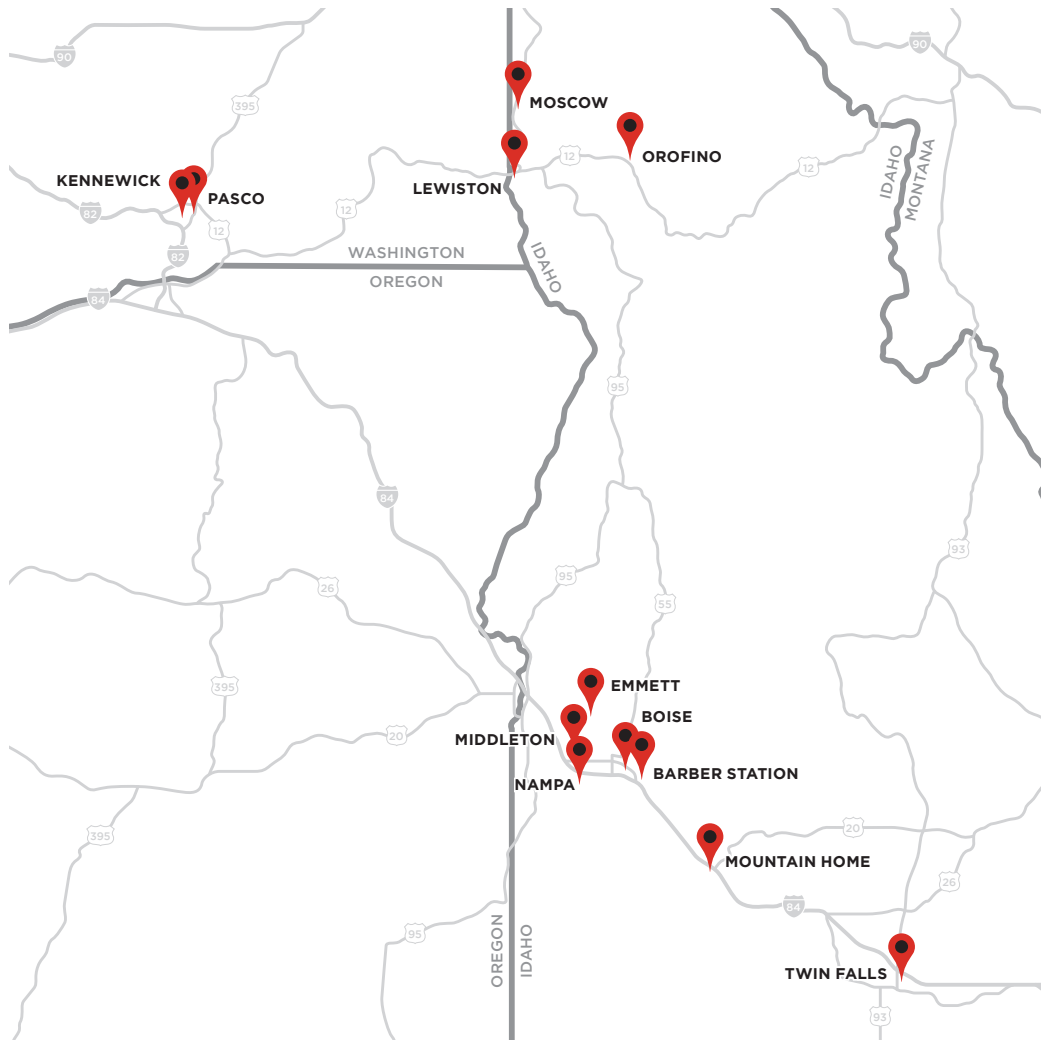 90
90
395
MOSCOW
12
OROFINO
12
IDAHO
MONTANA
KENNEWICK
PASCO
LEWISTON
82
12
12
82
WASHINGTON
OREGON
IDAHO
84
95
84
93
95
26
55
395
EMMETT
BOISE
MIDDLETON
20
BARBER STATION
NAMPA
395
20
MOUNTAIN HOME
26
84
95
OREGON
IDAHO
TWIN FALLS
93